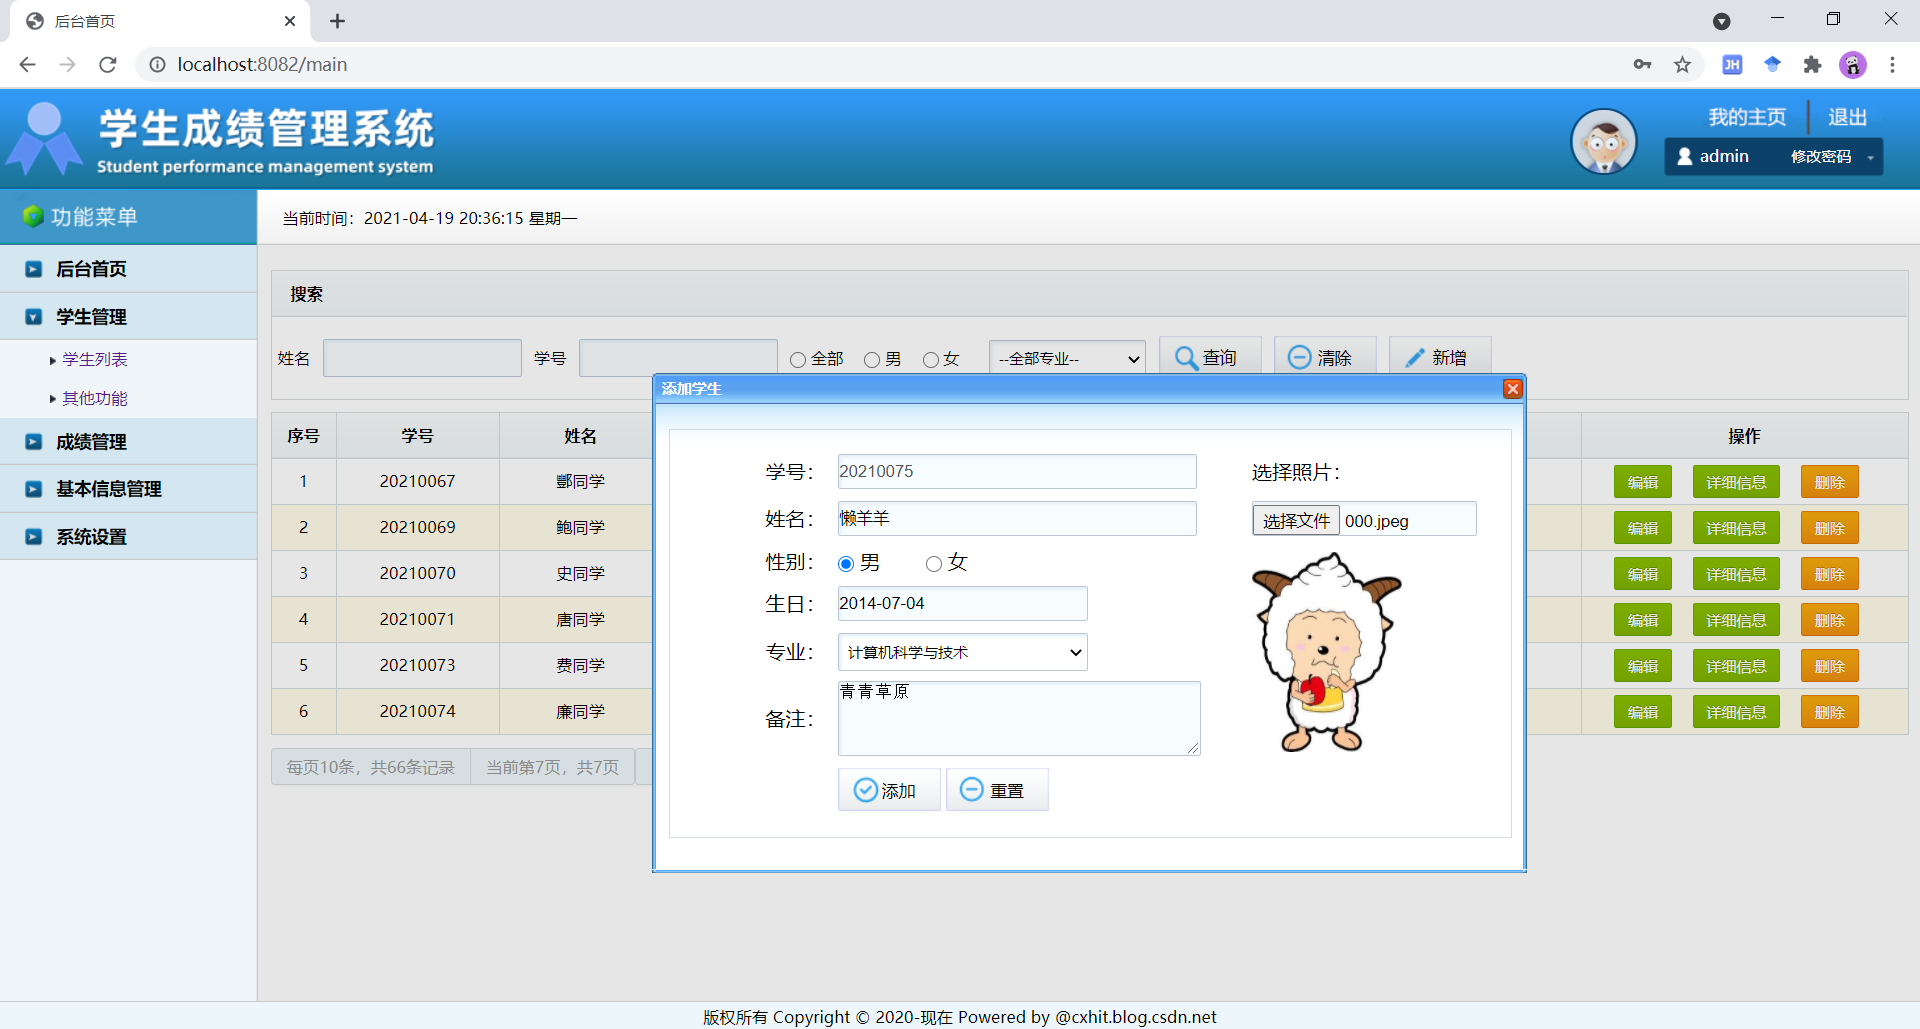 后台首页
localhost:8082/main
JH
学生成绩管理系统
Student performance management system
我的主页 退出
admin 修改密码
功能菜单
后台首页
学生管理
学生列表
其他功能
成绩管理
基本信息管理
系统设置
当前时间：2021-04-19 20:36:15 星期一
搜索
姓名 学号 全部 男 女 --全部专业-- 查询 清除 新增
序号 学号 姓名 操作
1 20210067 酆同学 编辑 详细信息 删除
2 20210069 鲍同学 编辑 详细信息 删除
3 20210070 史同学 编辑 详细信息 删除
4 20210071 唐同学 编辑 详细信息 删除
5 20210073 费同学 编辑 详细信息 删除
6 20210074 廉同学 编辑 详细信息 删除
每页10条，共66条记录 当前第7页，共7页
添加学生
学号： 20210075
姓名： 懒羊羊
性别： 男 女
生日： 2014-07-04
专业： 计算机科学与技术
备注： 青青草原
添加 重置
选择照片：
选择文件 000.jpeg
版权所有 Copyright © 2020-现在 Powered by @cxhit.blog.csdn.net